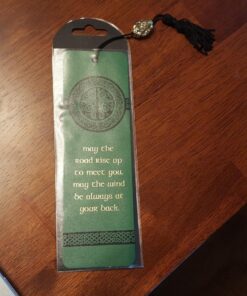 may the
road rise up
to meet you.
may the wind
be always at
your back.